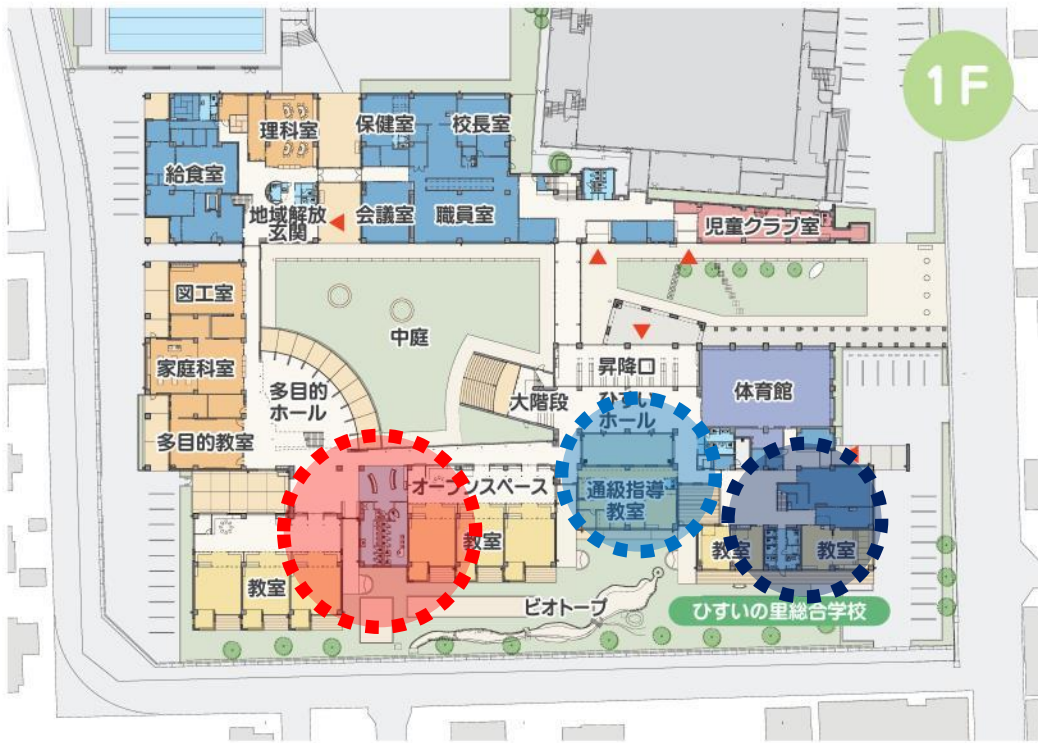 1F
理科室
保健室
校長室
給食室
地域解放
玄関
会議室
職員室
児童クラブ室
図工室
中庭
家庭科室
昇降口
多目的
ホール
大階段
ひすい
ホール
体育館
多目的教室
オープンスペース
通級指導
教室
教室
教室
教室
教室
ビオトープ
ひすいの里総合学校